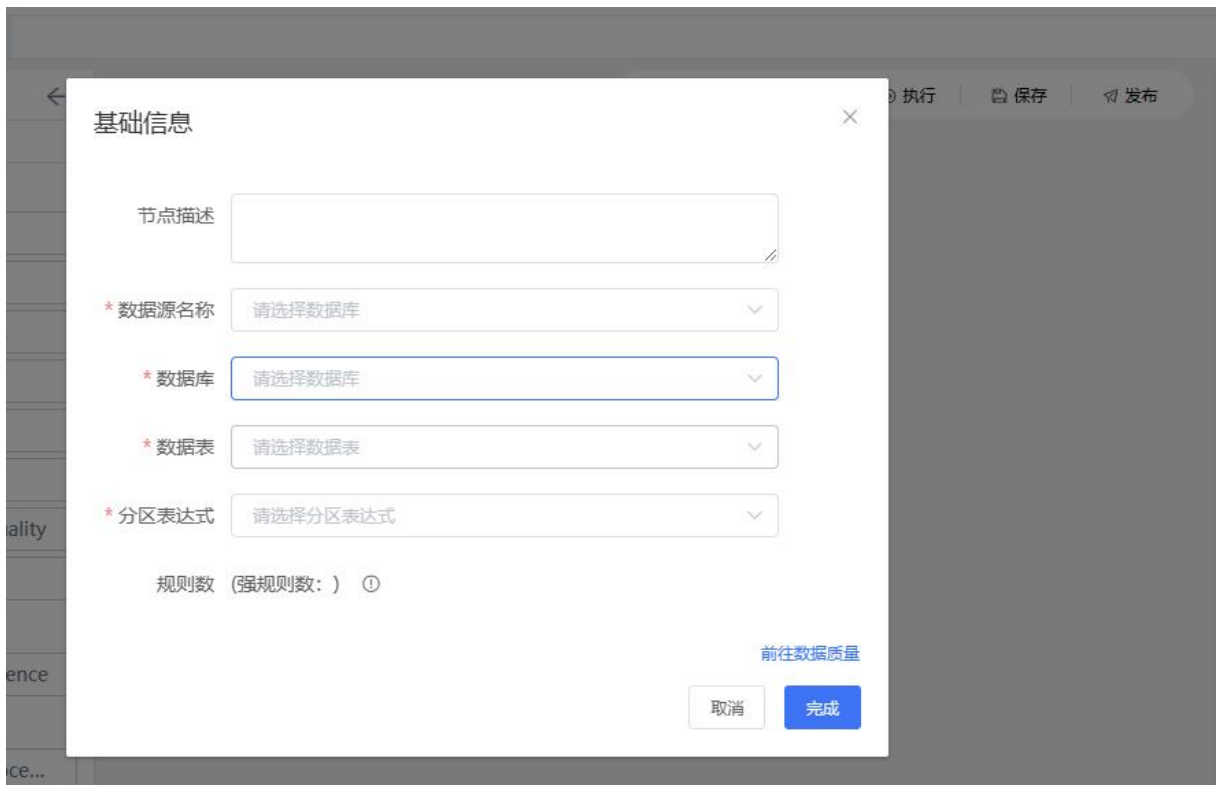 执行 保存 发布
基础信息
节点描述
* 数据源名称 请选择数据库
* 数据库 请选择数据库
* 数据表 请选择数据表
* 分区表达式 请选择分区表达式
规则数 (强规则数: )
前往数据质量
取消 完成
ality
ence
ce...